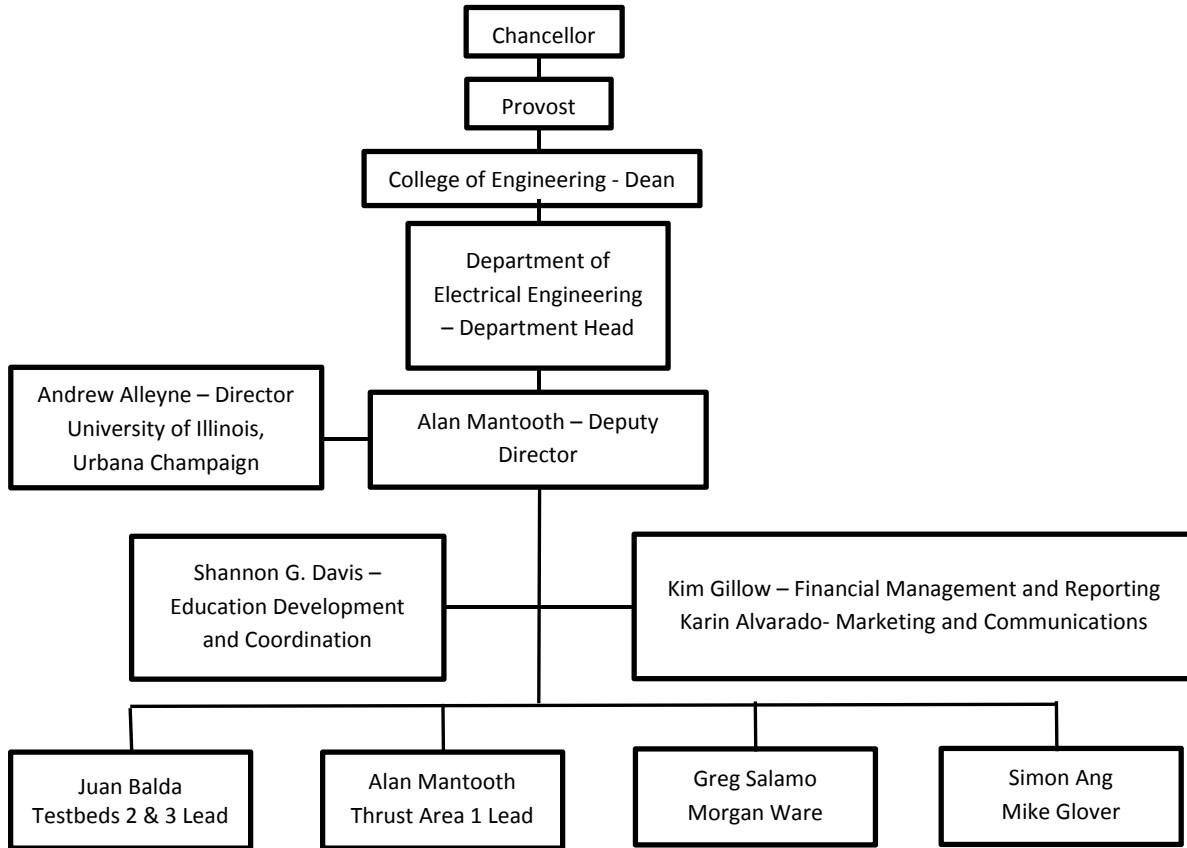 Chancellor
Provost
College of Engineering - Dean
Department of
Electrical Engineering
– Department Head
Andrew Alleyne – Director
University of Illinois,
Urbana Champaign
Alan Mantooth – Deputy
Director
Shannon G. Davis –
Education Development
and Coordination
Kim Gillow – Financial Management and Reporting
Karin Alvarado- Marketing and Communications
Juan Balda
Testbeds 2 & 3 Lead
Alan Mantooth
Thrust Area 1 Lead
Greg Salamo
Morgan Ware
Simon Ang
Mike Glover